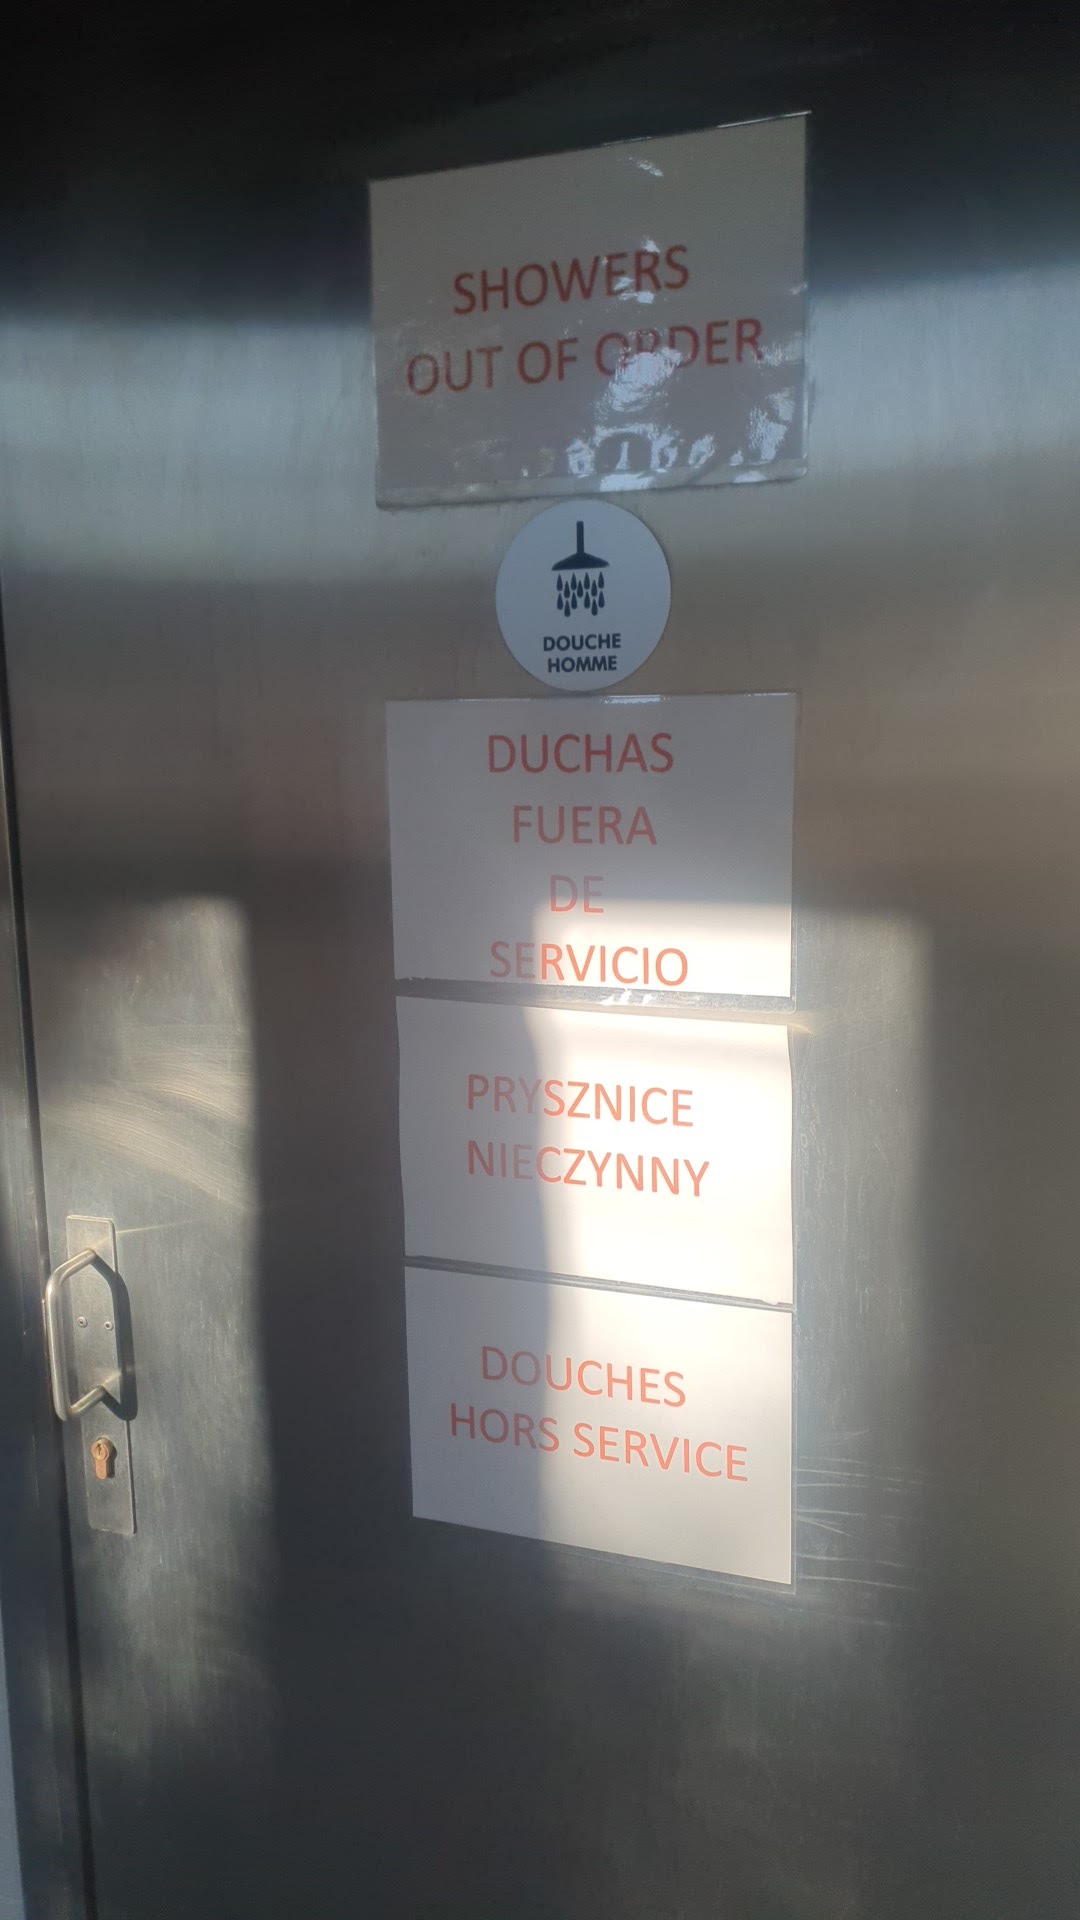 SHOWERS
OUT OF ORDER
DOUCHE
HOMME
DUCHAS
FUERA
DE
SERVICIO
PRYSZNICE
NIECZYNNY
DOUCHES
HORS SERVICE